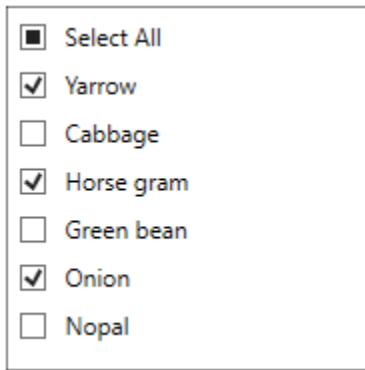 Select All
Yarrow
Cabbage
Horse gram
Green bean
Onion
Nopal